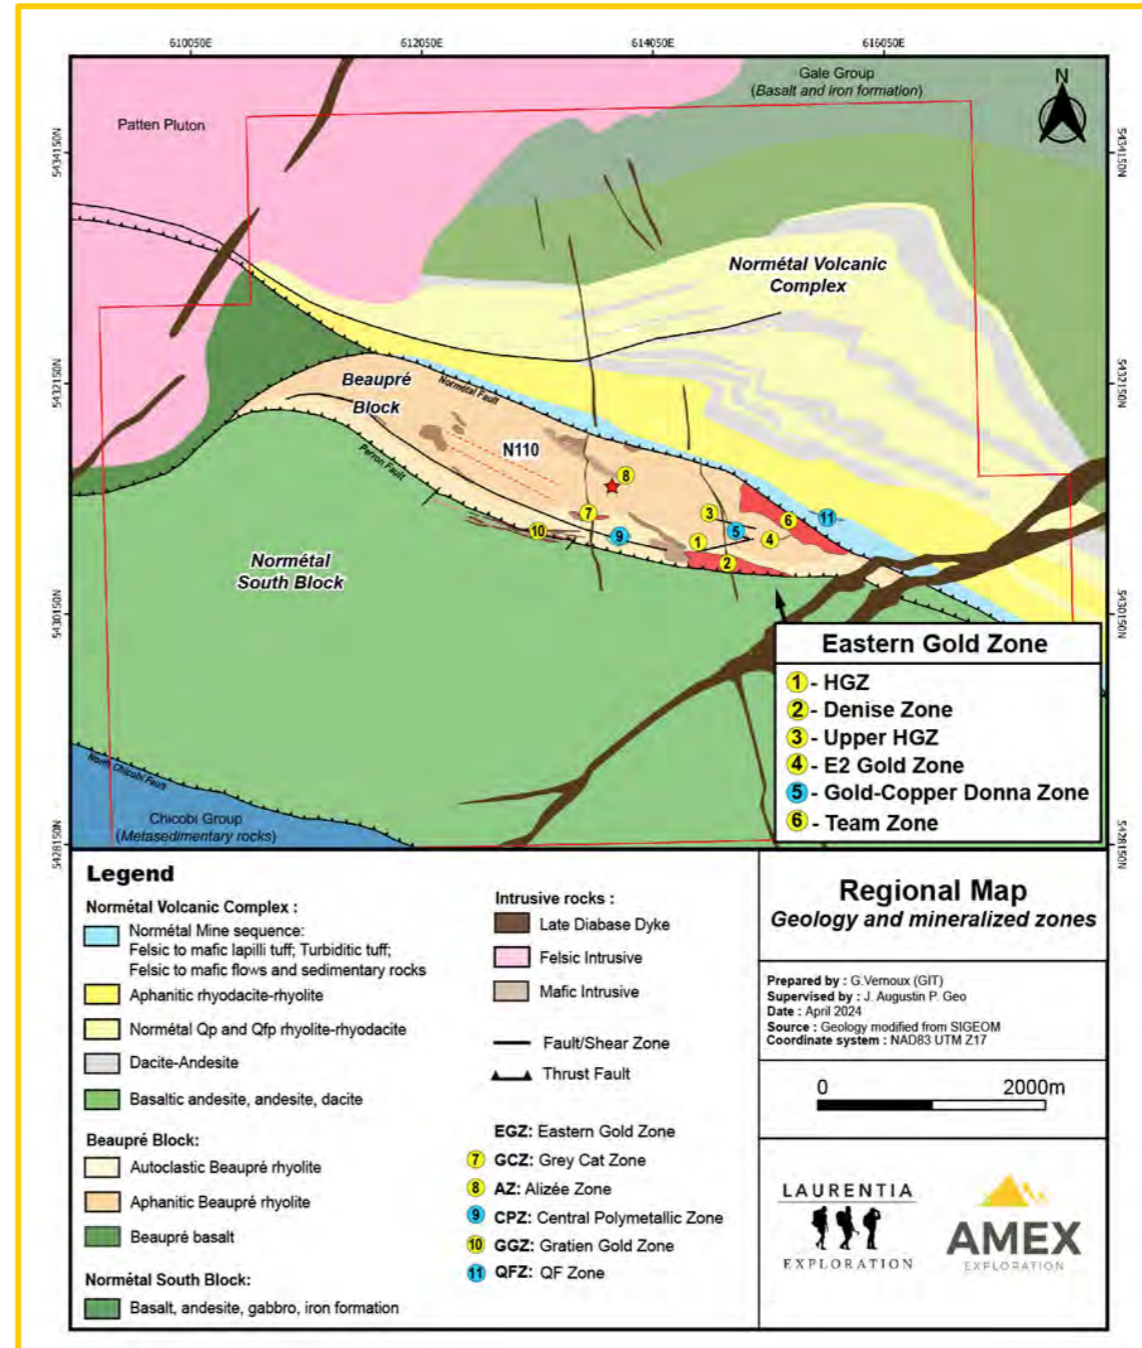 610050E
612050E
614050E
616050E
5434150N
5432150N
5430150N
5428150N
5434150N
5432150N
5430150N
5428150N
Gale Group
(Basalt and iron formation)
N
Patten Pluton
Normétal Volcanic
Complex
Beaupré
Block
Normétal Fault
N110
Perron Fault
8
7
3
6
11
10
9
5
1
4
2
Normétal
South Block
North Chicobi Fault
Chicobi Group
(Metasedimentary rocks)
Eastern Gold Zone
1 - HGZ
2 - Denise Zone
3 - Upper HGZ
4 - E2 Gold Zone
5 - Gold-Copper Donna Zone
6 - Team Zone
Legend
Normétal Volcanic Complex :
Normétal Mine sequence:
Felsic to mafic lapilli tuff; Turbiditic tuff;
Felsic to mafic flows and sedimentary rocks
Aphanitic rhyodacite-rhyolite
Normétal Qp and Qfp rhyolite-rhyodacite
Dacite-Andesite
Basaltic andesite, andesite, dacite
Beaupré Block:
Autoclastic Beaupré rhyolite
Aphanitic Beaupré rhyolite
Beaupré basalt
Normétal South Block:
Basalt, andesite, gabbro, iron formation
Intrusive rocks :
Late Diabase Dyke
Felsic Intrusive
Mafic Intrusive
Fault/Shear Zone
Thrust Fault
EGZ: Eastern Gold Zone
7 GCZ: Grey Cat Zone
8 AZ: Alizée Zone
9 CPZ: Central Polymetallic Zone
10 GGZ: Gratien Gold Zone
11 QFZ: QF Zone
Regional Map
Geology and mineralized zones
Prepared by : G.Vernoux (GIT)
Supervised by : J. Augustin P. Geo
Date : April 2024
Source : Geology modified from SIGEOM
Coordinate system : NAD83 UTM Z17
0 2000m
LAURENTIA
EXPLORATION
AMEX
EXPLORATION